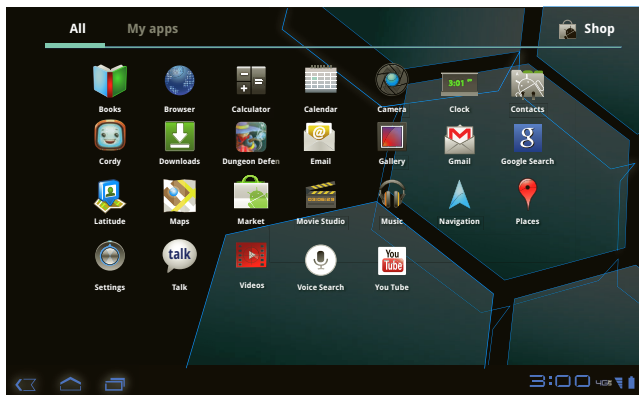 All My apps Shop
Books Browser Calculator Calendar Camera 3:01 Clock Contacts
Cordy Downloads Dungeon Defen Email Gallery Gmail 8 Google Search
Latitude Maps Market Movie Studio Music Navigation Places
talk You Tube
Settings Talk Videos Voice Search You Tube
3:00 4G